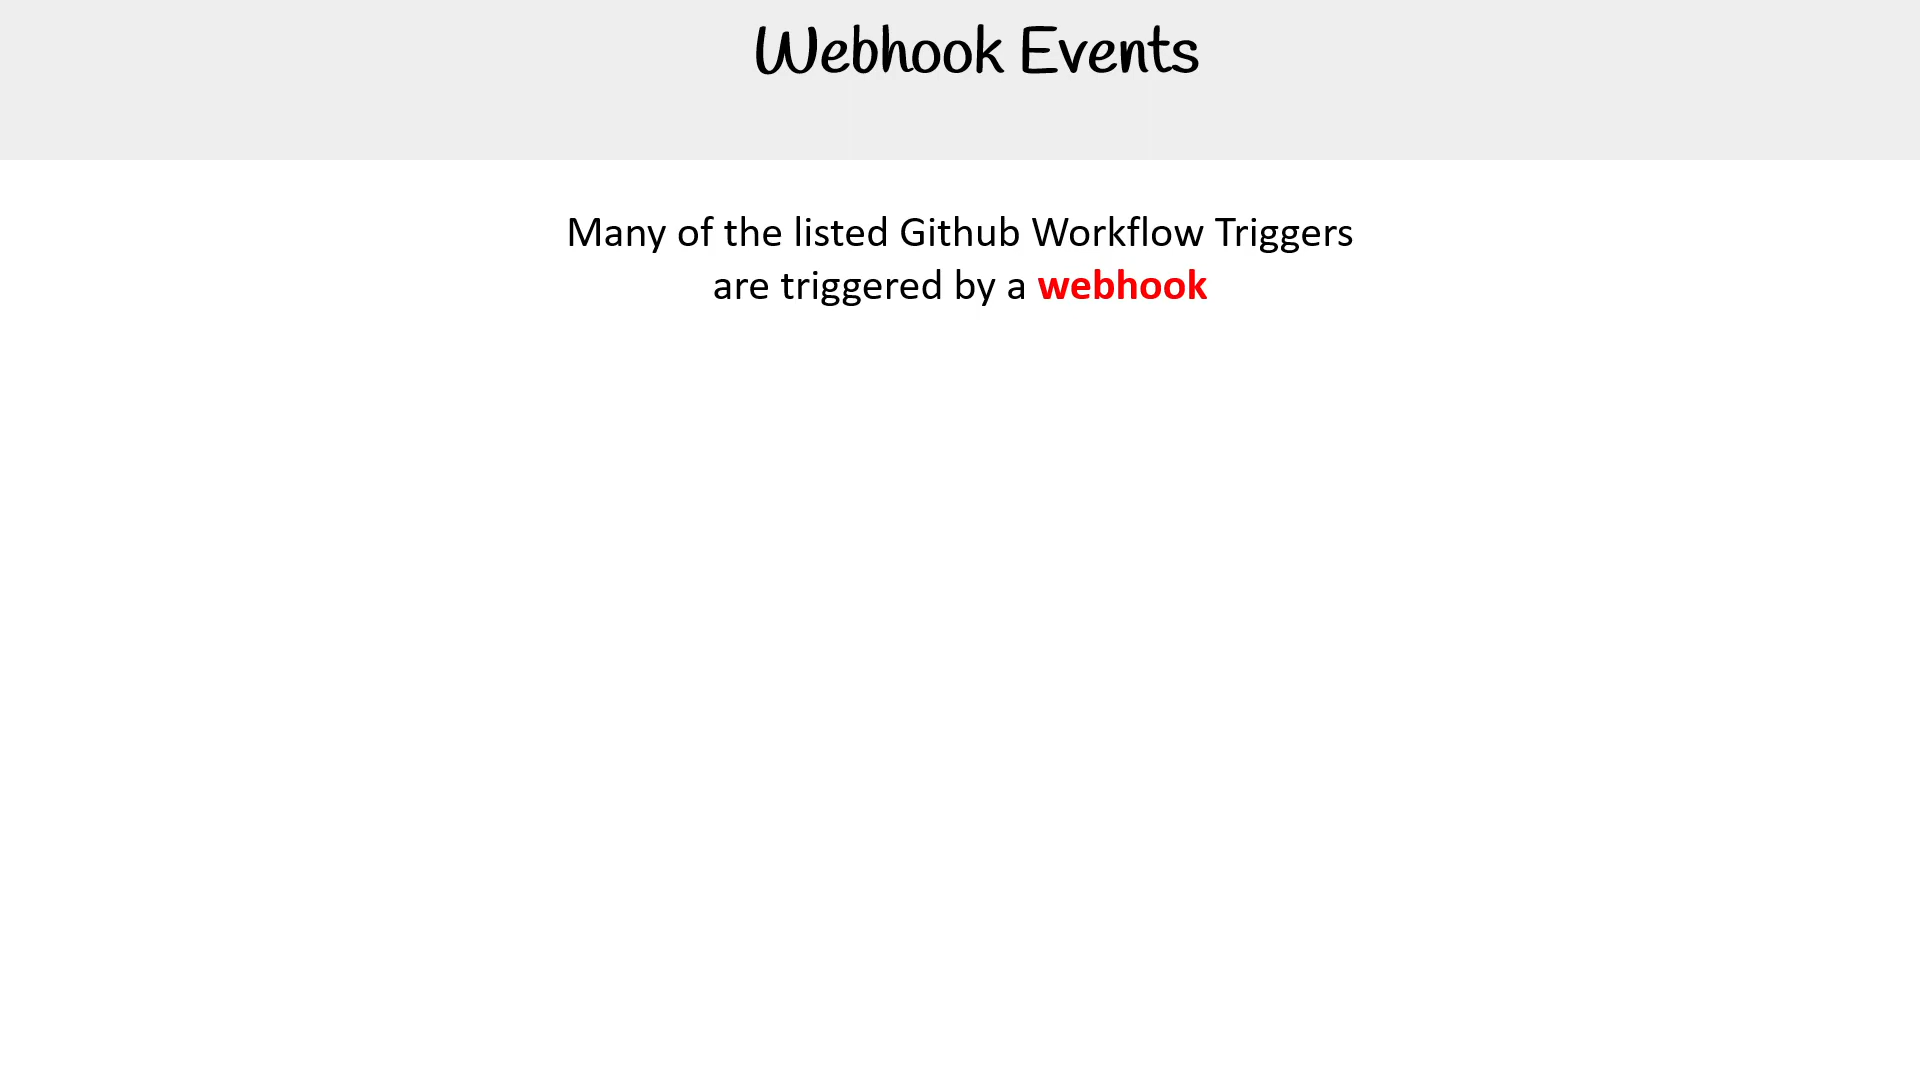 Webhook Events
Many of the listed Github Workflow Triggers
are triggered by a webhook